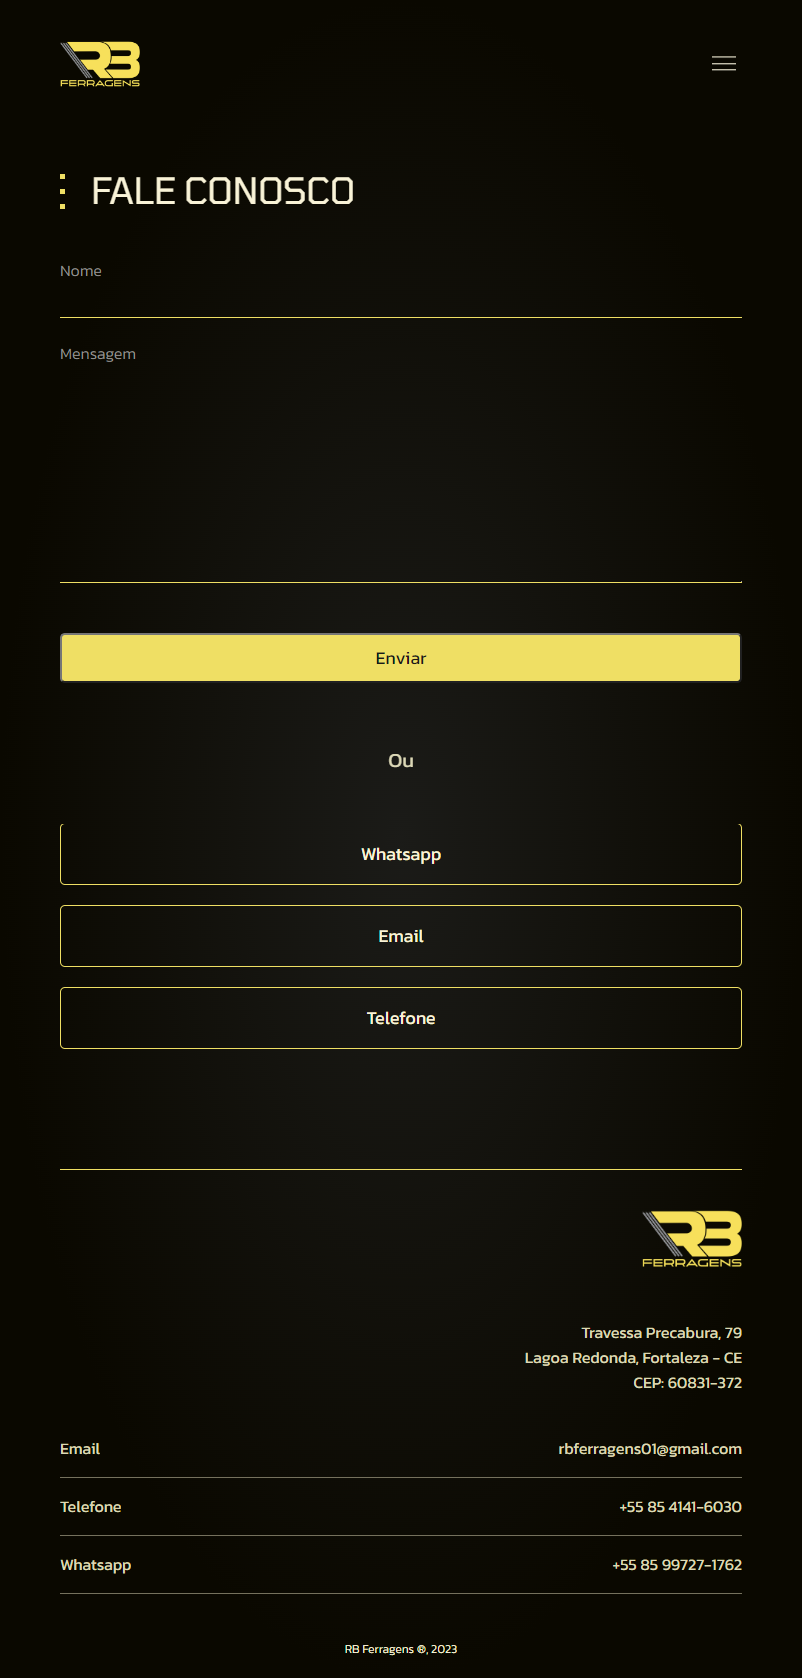 RB
FERRAGENS
FALE CONOSCO
Nome
Mensagem
Enviar
Ou
Whatsapp
Email
Telefone
RB
FERRAGENS
Travessa Precabura, 79
Lagoa Redonda, Fortaleza - CE
CEP: 60831-372
Email rbferragens01@gmail.com
Telefone +55 85 4141-6030
Whatsapp +55 85 99727-1762
RB Ferragens ®, 2023